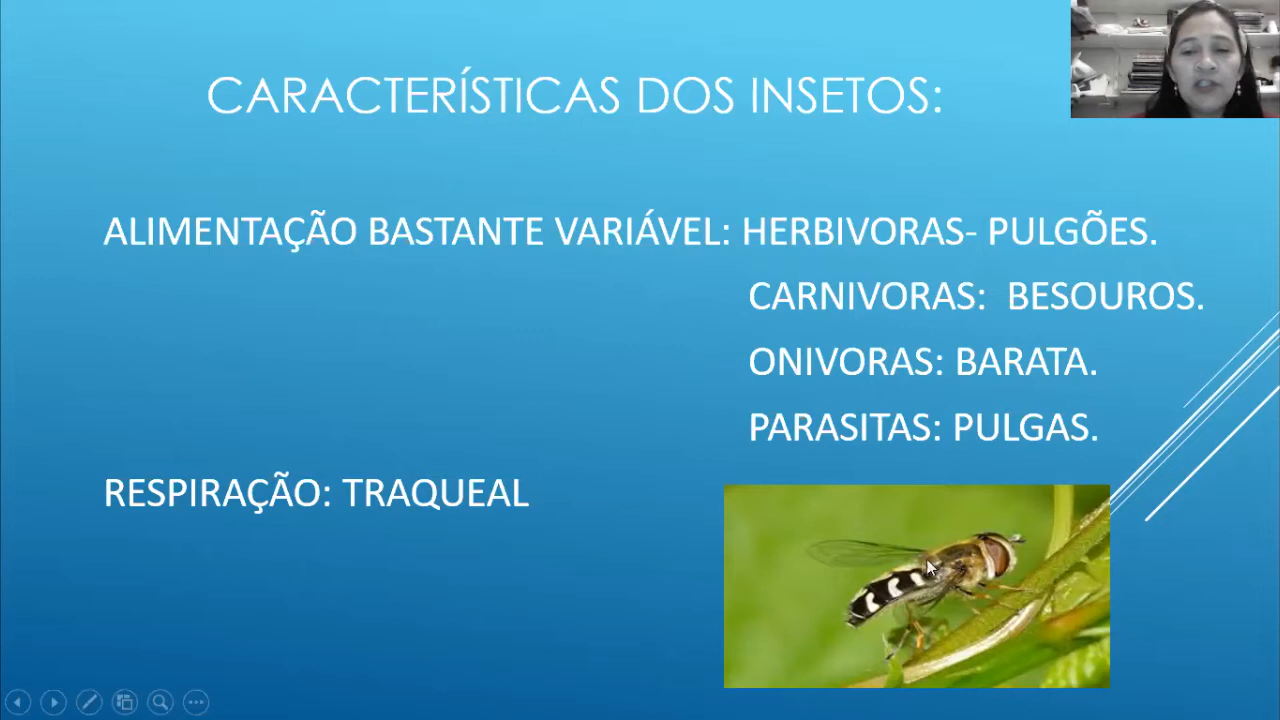 CARACTERÍSTICAS DOS INSETOS:
ALIMENTAÇÃO BASTANTE VARIÁVEL: HERBIVORAS- PULGÕES.
CARNIVORAS: BESOUROS.
ONIVORAS: BARATA.
PARASITAS: PULGAS.
RESPIRAÇÃO: TRAQUEAL